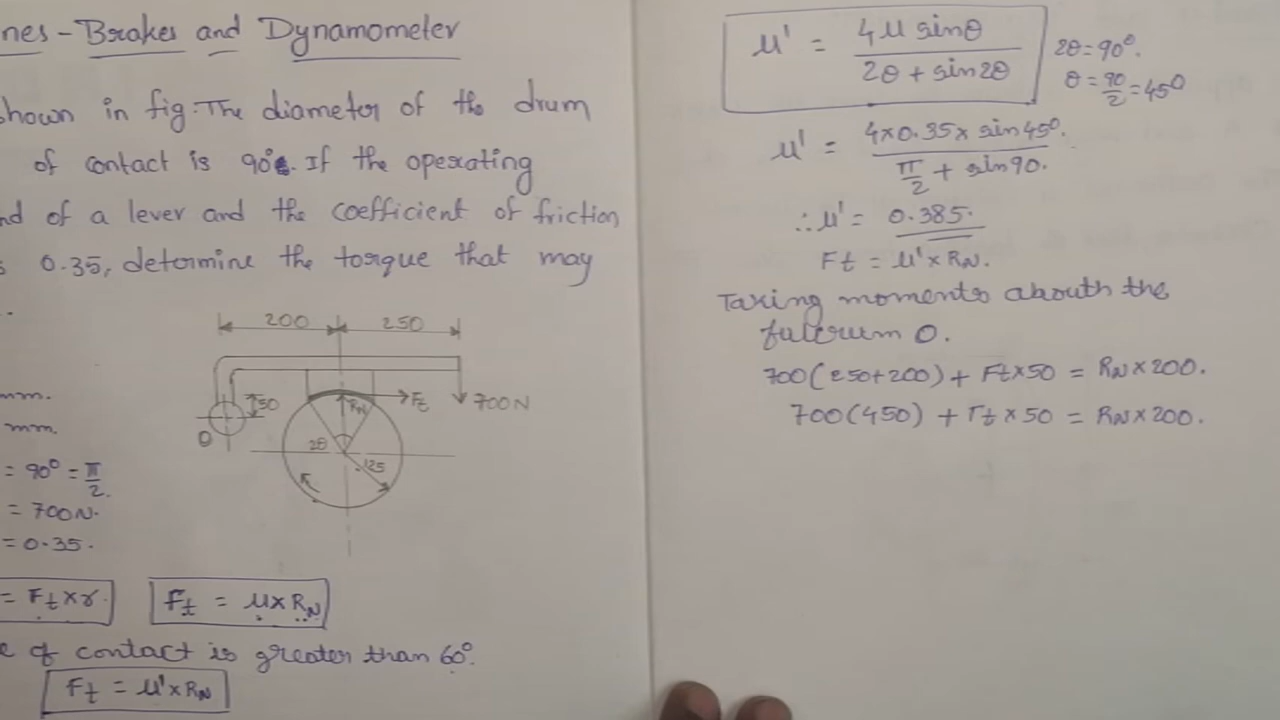 nes - Brakes and Dynamometer
shown in fig. The diameter of the drum
of contact is 90°. If the operating
nd of a lever and the coefficient of friction
s 0.35, determine the torque that may
.
200 250
50
RN
Ft
700N
O
2θ
125
mm.
mm.
= 90° = π/2.
= 700N.
= 0.35.
= Ft×r. Ft = μ×RN
e of contact is greater than 60°.
Ft = μ'×RN
μ' = 4μ sinθ / 2θ + sin2θ
2θ = 90°.
θ = 90/2 = 45°
μ' = 4×0.35× sin45°. / π/2 + sin90.
∴ μ' = 0.385.
Ft = μ'×RN.
Taking moments abouth the
fulcrum O.
700(250+200) + Ft×50 = RN×200.
700(450) + Ft×50 = RN×200.